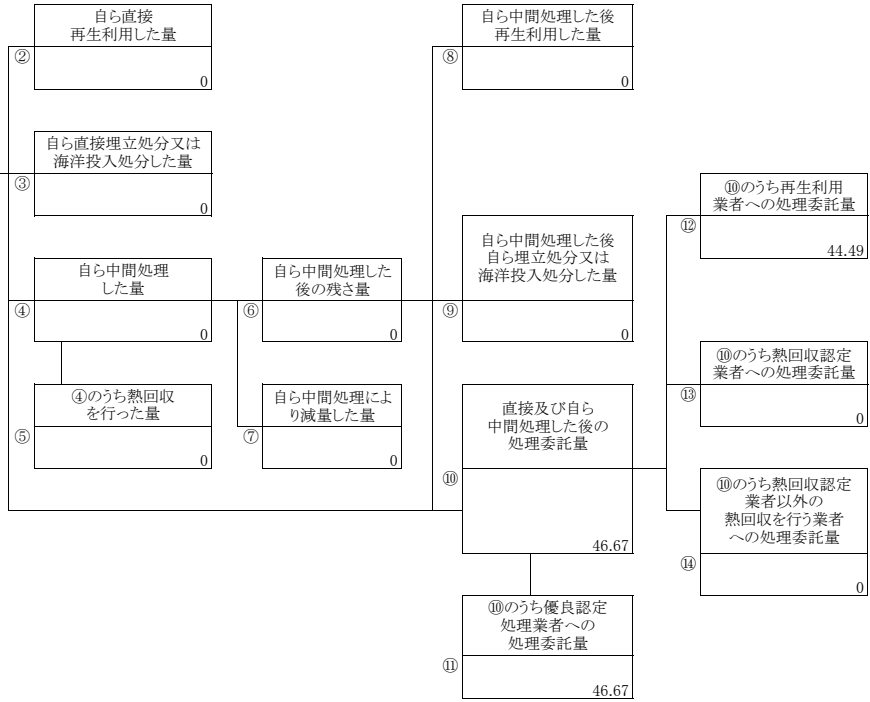 自ら直接
再生利用した量
②
0
自ら直接埋立処分又は
海洋投入処分した量
③
0
自ら中間処理
した量
④
0
④のうち熱回収
を行った量
⑤
0
自ら中間処理した
後の残さ量
⑥
0
自ら中間処理によ
り減量した量
⑦
0
自ら中間処理した後
再生利用した量
⑧
0
自ら中間処理した後
自ら埋立処分又は
海洋投入処分した量
⑨
0
直接及び自ら
中間処理した後の
処理委託量
⑩
46.67
⑩のうち優良認定
処理業者への
処理委託量
⑪
46.67
⑩のうち再生利用
業者への処理委託量
⑫
44.49
⑩のうち熱回収認定
業者への処理委託量
⑬
0
⑩のうち熱回収認定
業者以外の
熱回収を行う業者
への処理委託量
⑭
0